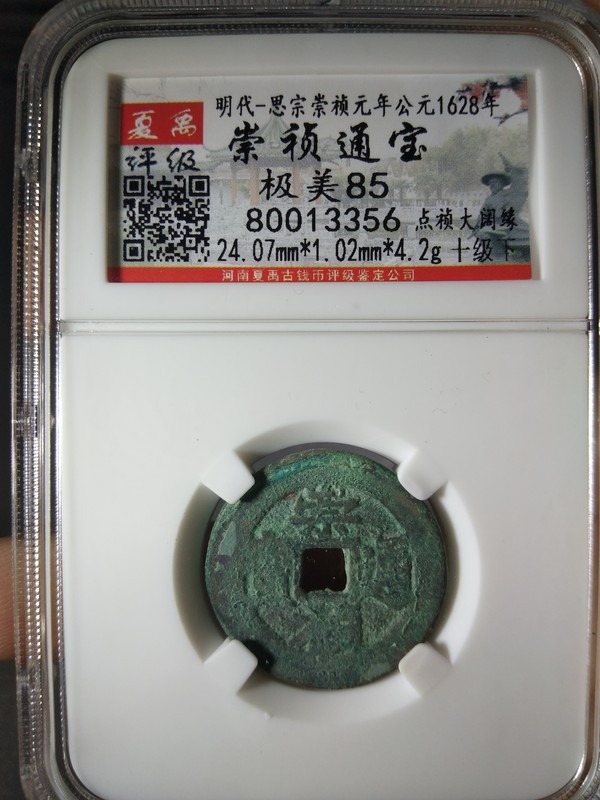 夏禹
评级
明代-思宗崇祯元年公元1628年
崇祯通宝
极美85
80013356 点祯大阔缘
24.07mm*1.02mm*4.2g 十级下
河南夏禹古钱币评级鉴定公司
崇